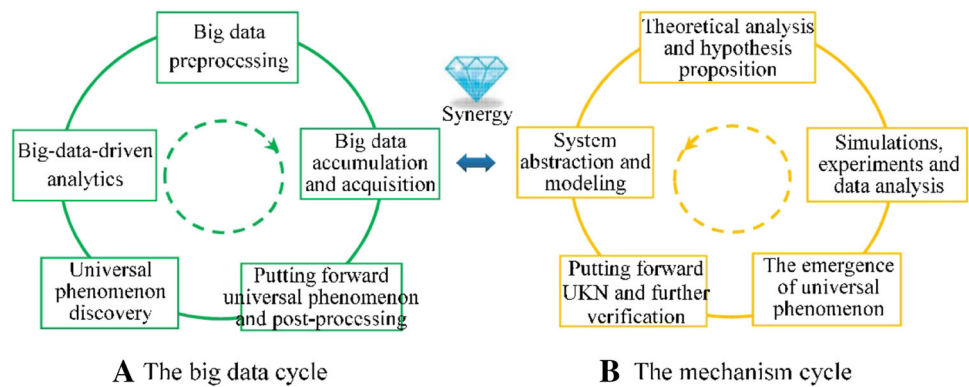 Big data
preprocessing
Big-data-driven
analytics
Big data
accumulation
and acquisition
Universal
phenomenon
discovery
Putting forward
universal phenomenon
and post-processing
A The big data cycle
Synergy
Theoretical analysis
and hypothesis
proposition
System
abstraction and
modeling
Simulations,
experiments and
data analysis
Putting forward
UKN and further
verification
The emergence
of universal
phenomenon
B The mechanism cycle